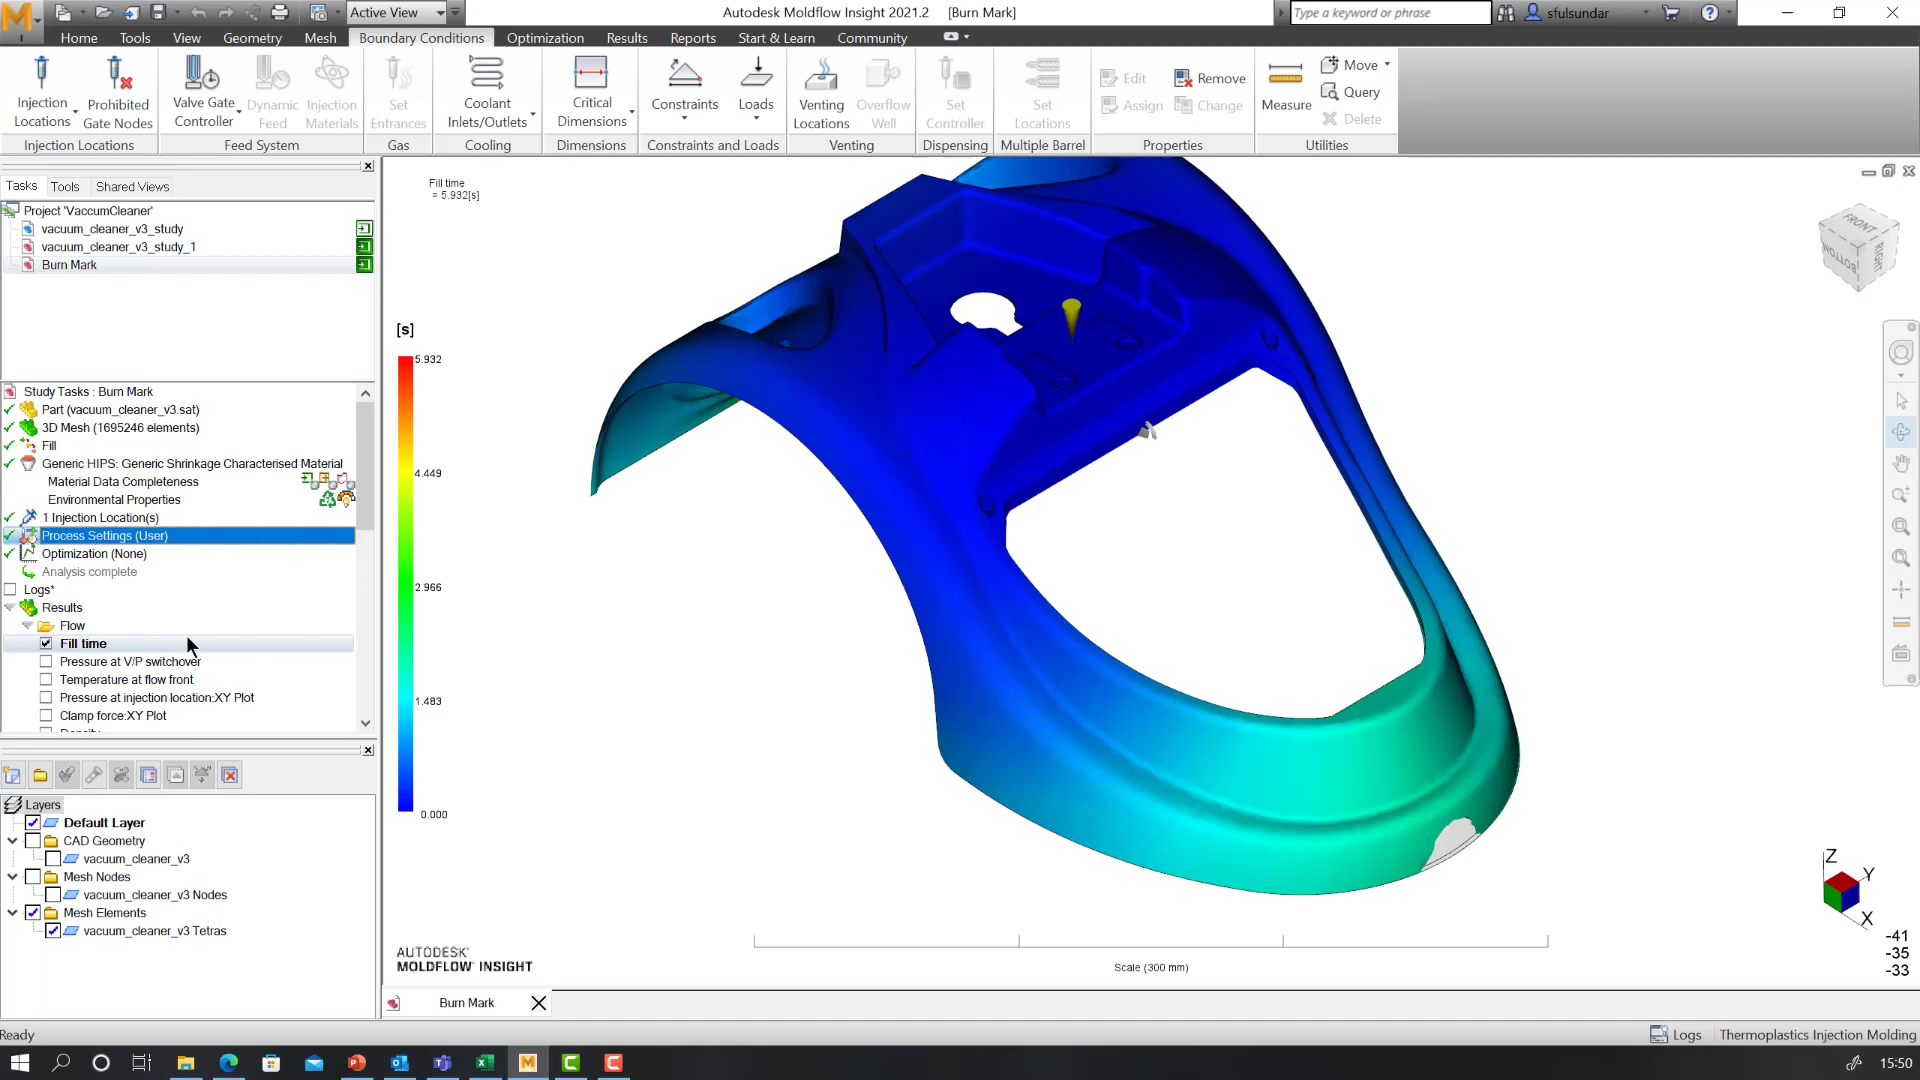 Active View
Autodesk Moldflow Insight 2021.2 [Burn Mark]
Type a keyword or phrase
sfulsundar
Home
Tools
View
Geometry
Mesh
Boundary Conditions
Optimization
Results
Reports
Start & Learn
Community
Injection Locations
Prohibited Gate Nodes
Valve Gate Controller
Dynamic Feed
Injection Materials
Set Entrances
Coolant Inlets/Outlets
Critical Dimensions
Constraints
Loads
Venting Locations
Overflow Well
Set Controller
Set Locations
Edit
Assign
Remove
Change
Measure
Move
Query
Delete
Injection Locations
Feed System
Gas
Cooling
Dimensions
Constraints and Loads
Venting
Dispensing
Multiple Barrel
Properties
Utilities
Tasks
Tools
Shared Views
Project 'VaccumCleaner'
vacuum_cleaner_v3_study
vacuum_cleaner_v3_study_1
Burn Mark
Study Tasks : Burn Mark
Part (vacuum_cleaner_v3.sat)
3D Mesh (1695246 elements)
Fill
Generic HIPS: Generic Shrinkage Characterised Material
Material Data Completeness
Environmental Properties
1 Injection Location(s)
Process Settings (User)
Optimization (None)
Analysis complete
Logs*
Results
Flow
Fill time
Pressure at V/P switchover
Temperature at flow front
Pressure at injection location:XY Plot
Clamp force:XY Plot
Layers
Default Layer
CAD Geometry
vacuum_cleaner_v3
Mesh Nodes
vacuum_cleaner_v3 Nodes
Mesh Elements
vacuum_cleaner_v3 Tetras
Fill time
= 5.932[s]
[s]
5.932
4.449
2.966
1.483
0.000
FRONT
BOTTOM
RIGHT
Z
Y
X
-41
-35
-33
AUTODESK
MOLDFLOW INSIGHT
Scale (300 mm)
Burn Mark
Ready
Logs
Thermoplastics Injection Molding
15:50